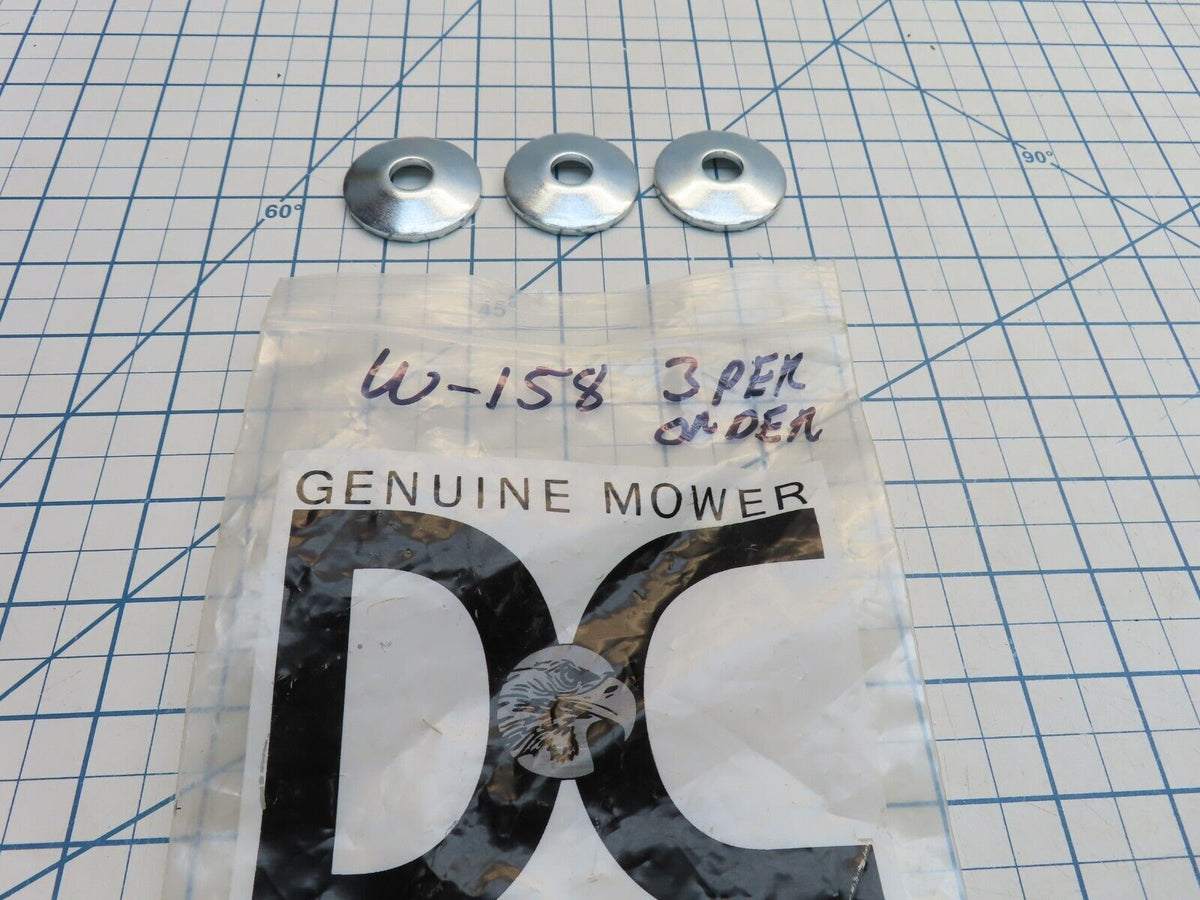 90°
60°
45°
W-158 3 PER
ORDER
GENUINE MOWER
DC